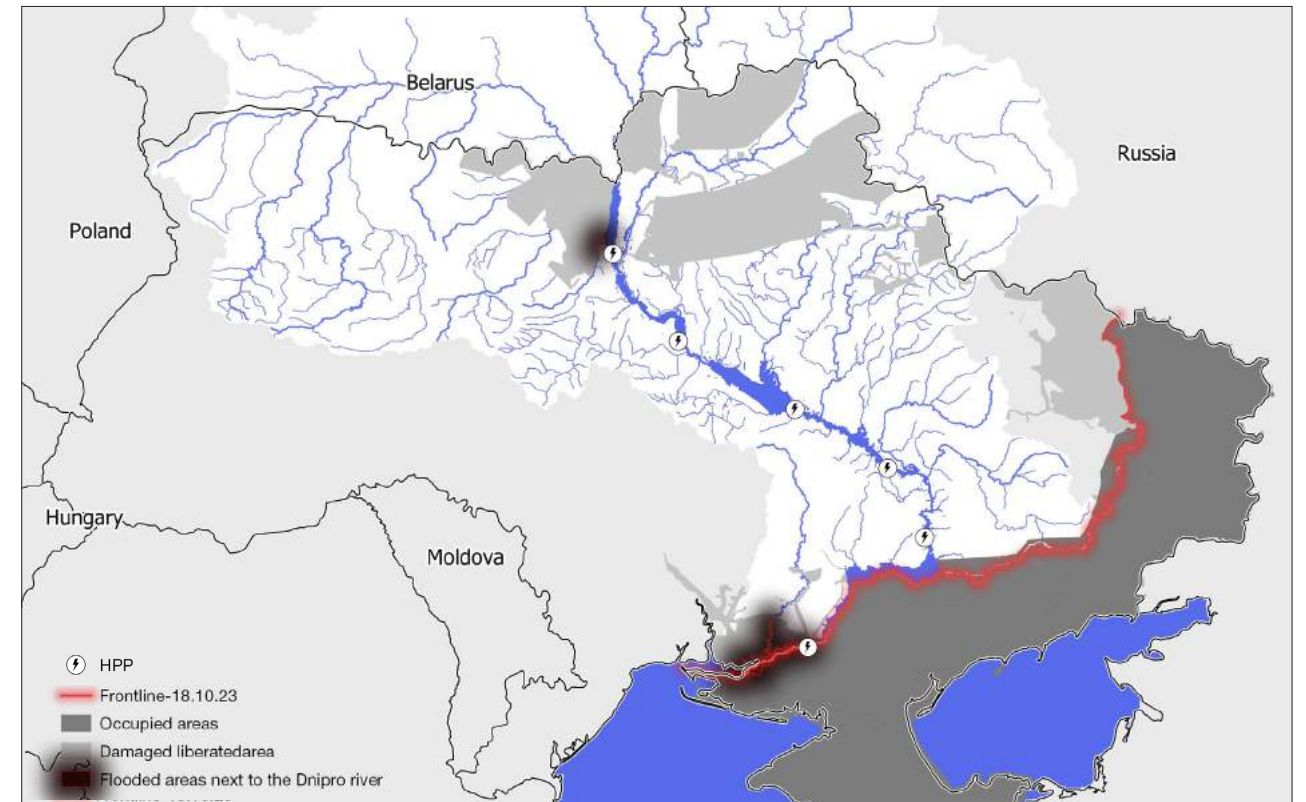 Belarus
Russia
Poland
Hungary
Moldova
HPP
Frontline-18.10.23
Occupied areas
Damaged liberatedarea
Flooded areas next to the Dnipro river